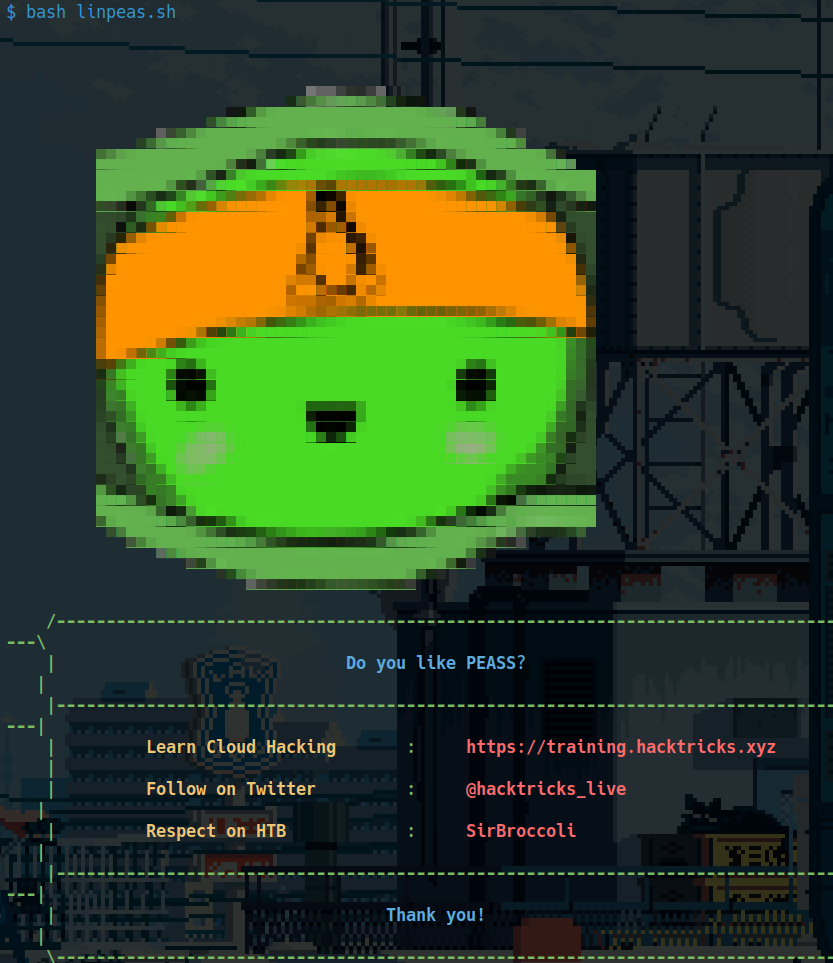 $ bash linpeas.sh
/------------------------------------------------------------------------------
---\
|                             Do you like PEASS?
|
|------------------------------------------------------------------------------
---|
|         Learn Cloud Hacking       :     https://training.hacktricks.xyz
|
|         Follow on Twitter         :     @hacktricks_live
|
|         Respect on HTB            :     SirBroccoli
|
|------------------------------------------------------------------------------
---|
|                                 Thank you!
|
\------------------------------------------------------------------------------